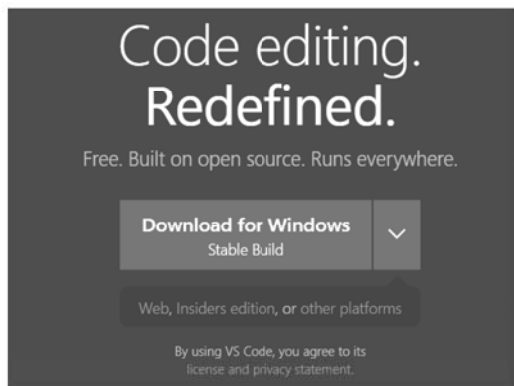 Code editing.
Redefined.
Free. Built on open source. Runs everywhere.
Download for Windows
Stable Build
Web, Insiders edition, or other platforms
By using VS Code, you agree to its
license and privacy statement.